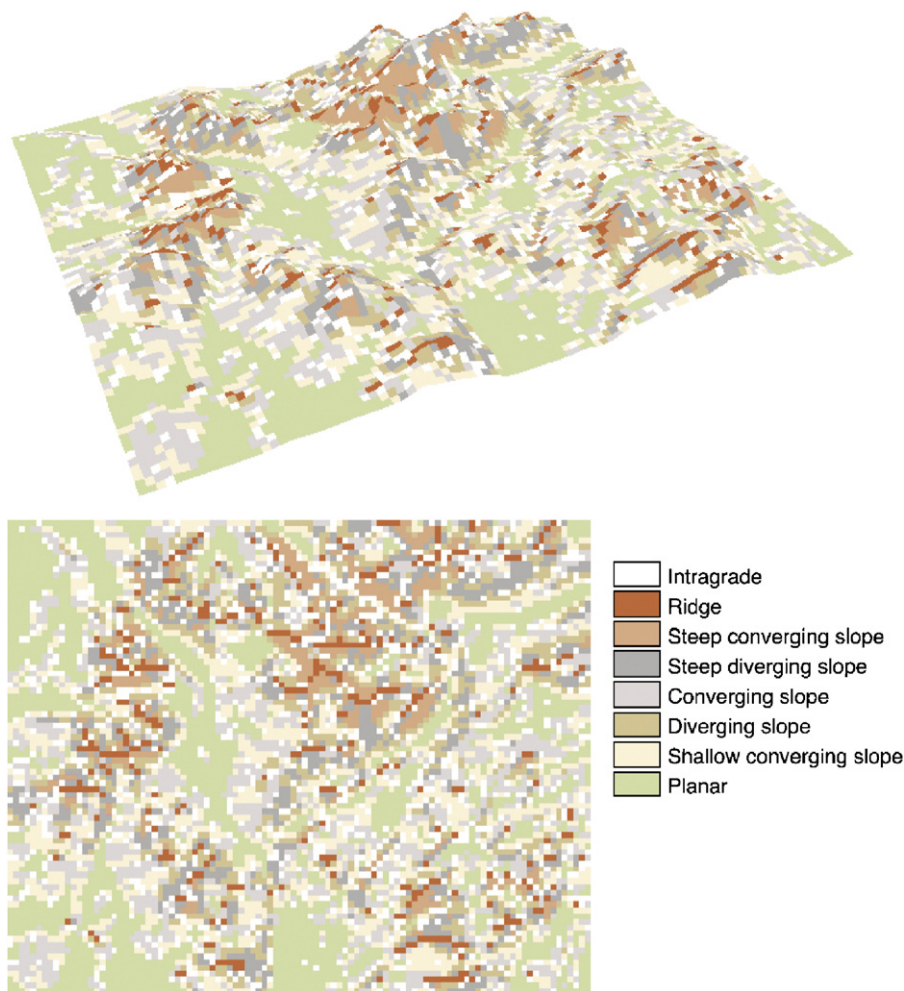 Intragrade
Ridge
Steep converging slope
Steep diverging slope
Converging slope
Diverging slope
Shallow converging slope
Planar